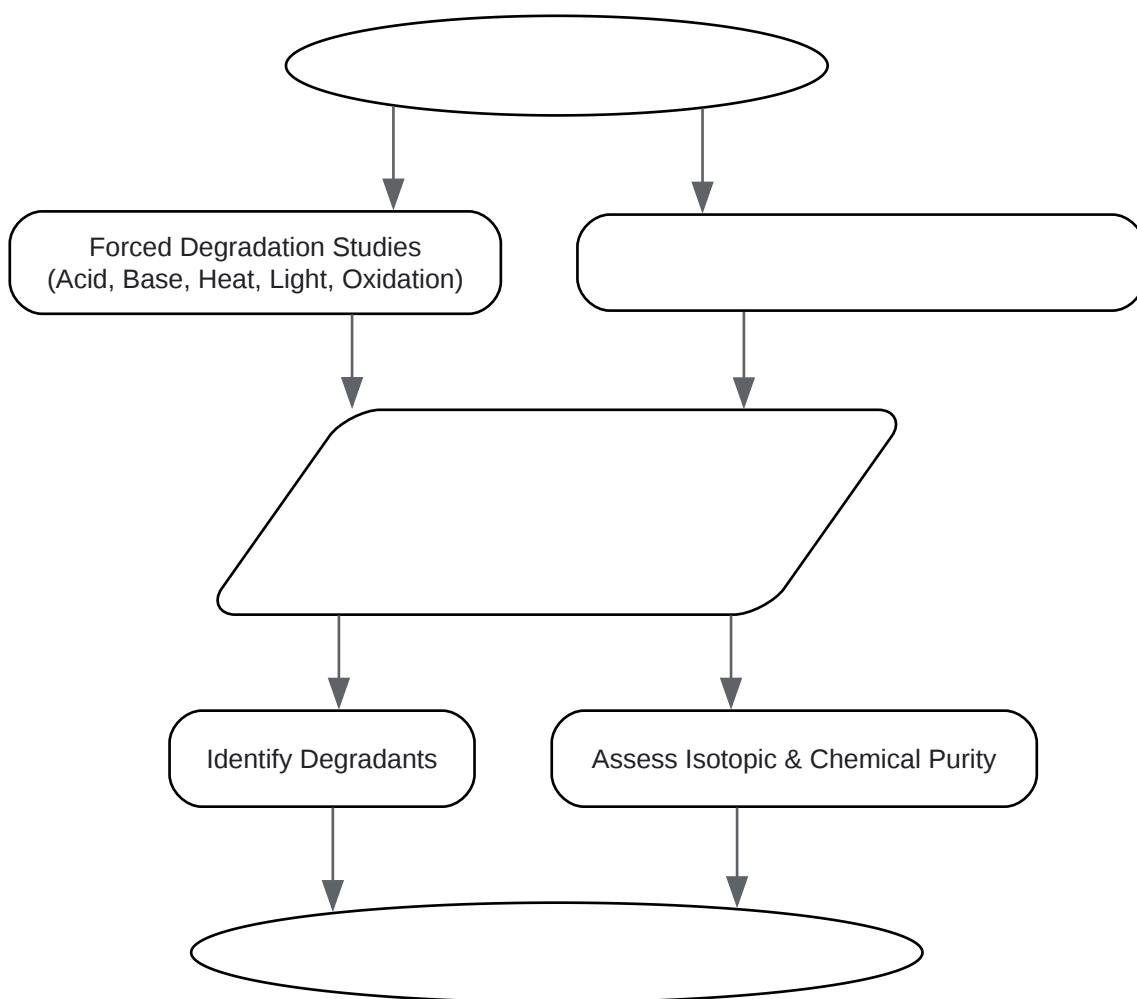 Forced Degradation Studies
(Acid, Base, Heat, Light, Oxidation)
Identify Degradants
Assess Isotopic & Chemical Purity